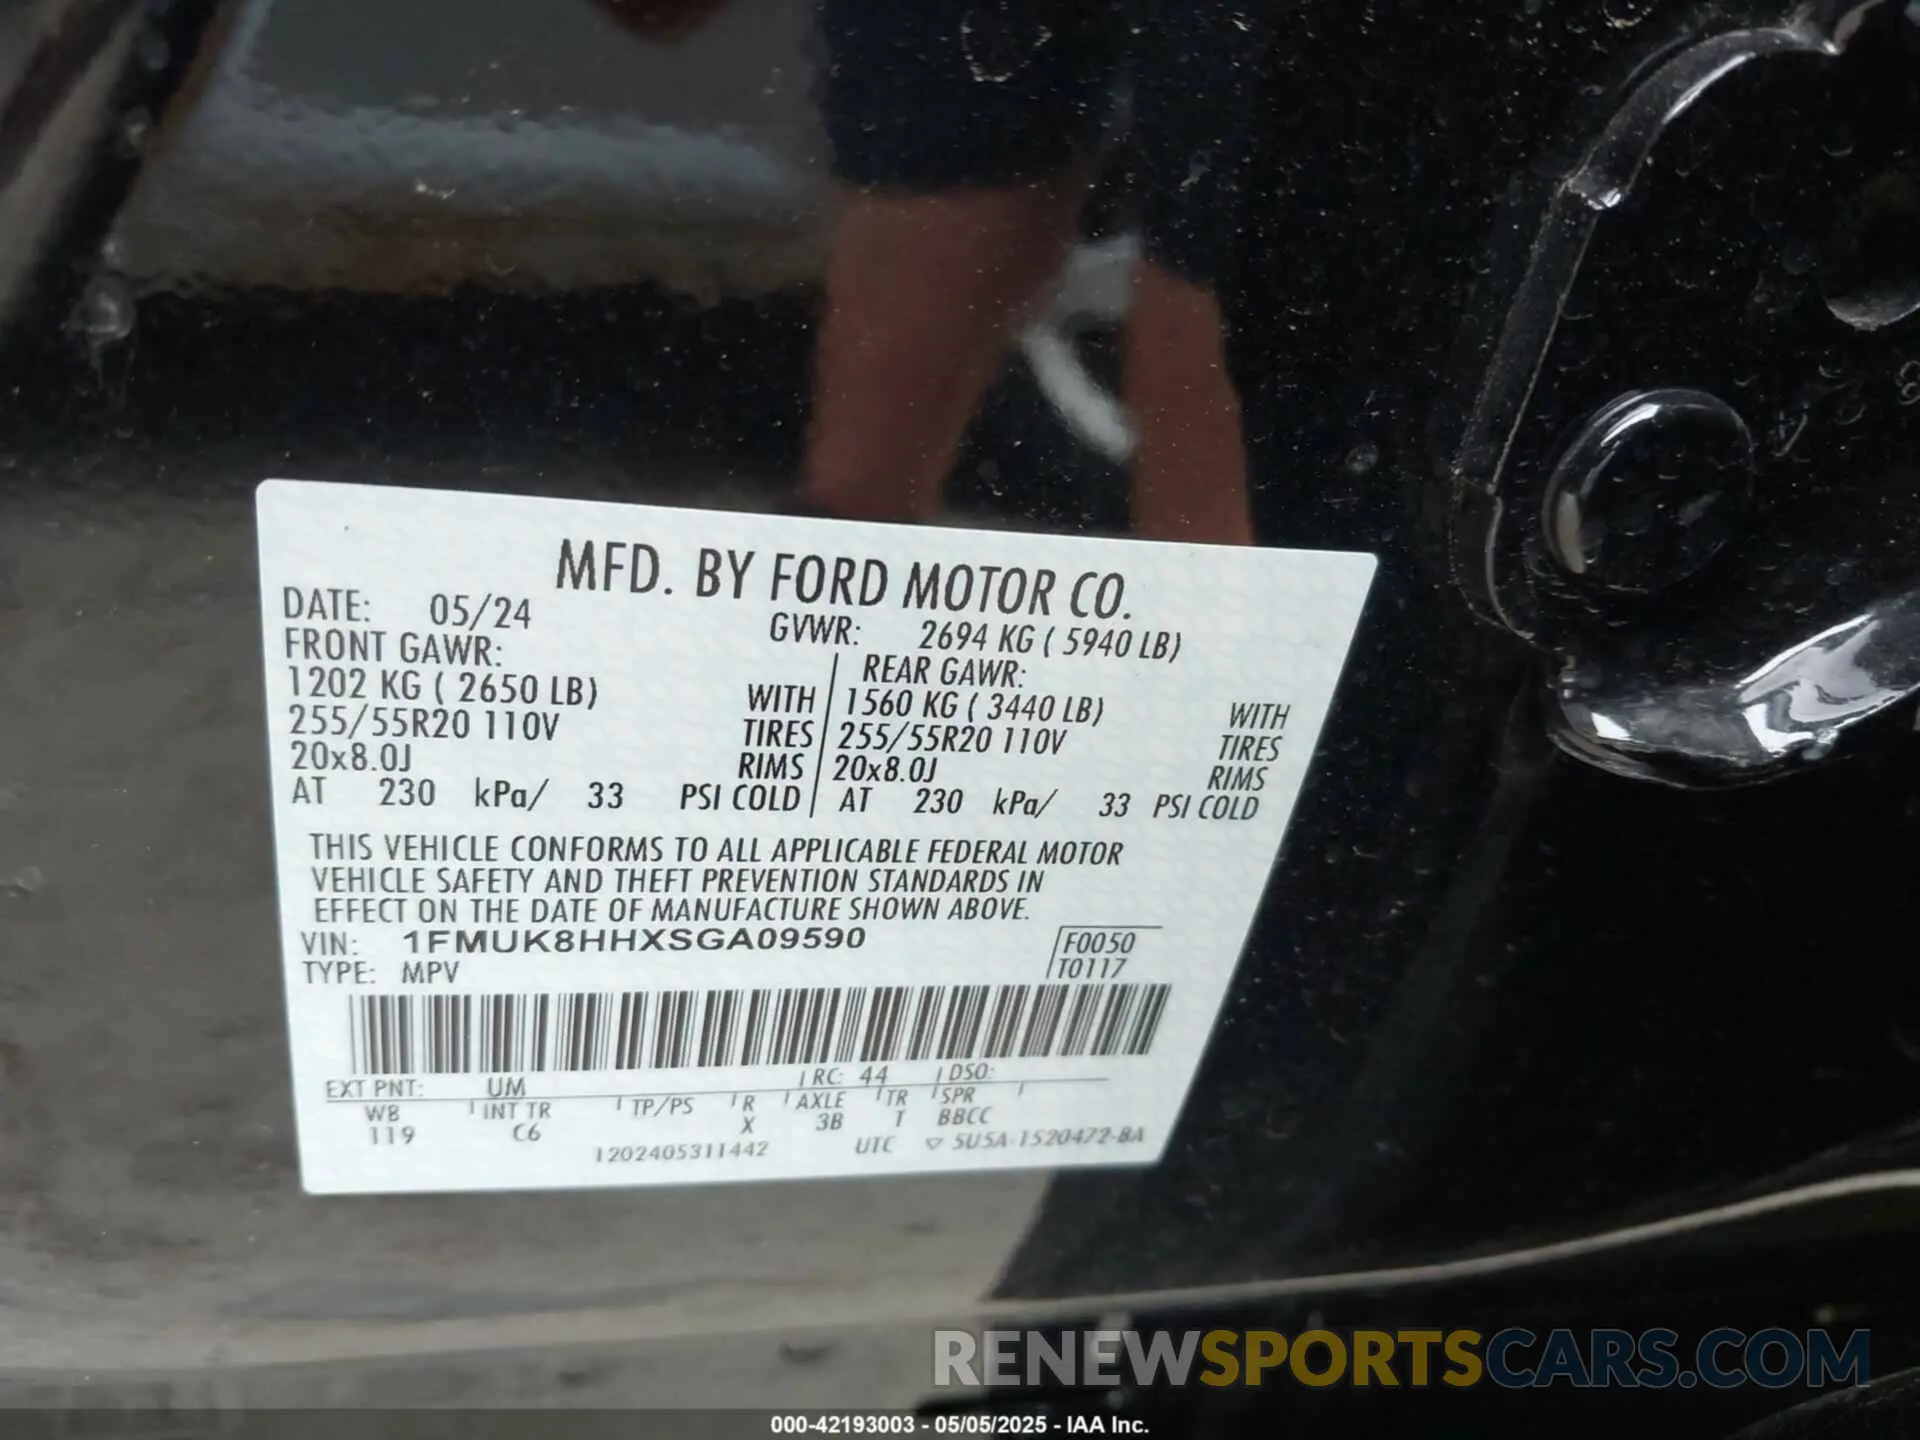 MFD. BY FORD MOTOR CO.
DATE: 05/24 GVWR: 2694 KG ( 5940 LB)
FRONT GAWR: REAR GAWR:
1202 KG ( 2650 LB) WITH 1560 KG ( 3440 LB) WITH
255/55R20 110V TIRES 255/55R20 110V TIRES
20x8.0J RIMS 20x8.0J RIMS
AT 230 kPa/ 33 PSI COLD AT 230 kPa/ 33 PSI COLD
THIS VEHICLE CONFORMS TO ALL APPLICABLE FEDERAL MOTOR
VEHICLE SAFETY AND THEFT PREVENTION STANDARDS IN
EFFECT ON THE DATE OF MANUFACTURE SHOWN ABOVE.
VIN: 1FMUK8HHXSGA09590 F0050
TYPE: MPV T0117
EXT PNT: UM RC: 44 DSO:
WB INT TR TP/PS R AXLE TR SPR
119 C6 X 3B T BBCC
1202405311442 UTC ▽ 5U5A-1520472-BA
RENEWSPORTSCARS.COM
000-42193003 - 05/05/2025 - IAA Inc.